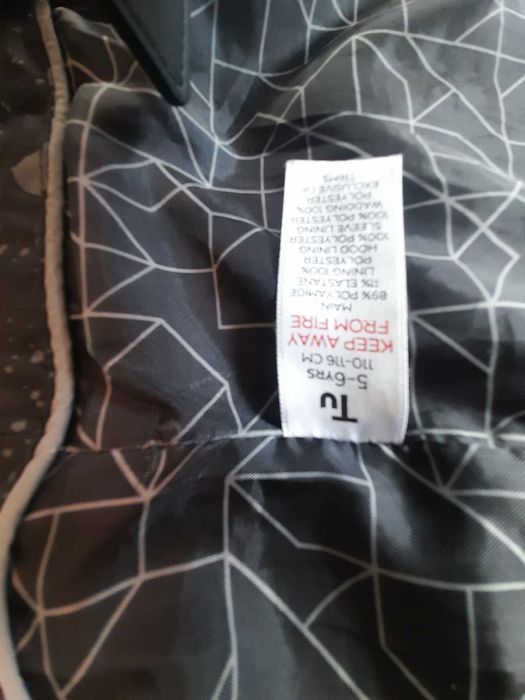 Tu
5-6YRS
110-116 CM
KEEP AWAY
FROM FIRE
MAIN
89% POLYAMIDE
11% ELASTANE
LINING 100%
POLYESTER
HOOD LINING
100% POLYESTER
SLEEVE LINING
100% POLYESTER
WADDING 100%
POLYESTER
EXCLUSIVE OF
TRIMS